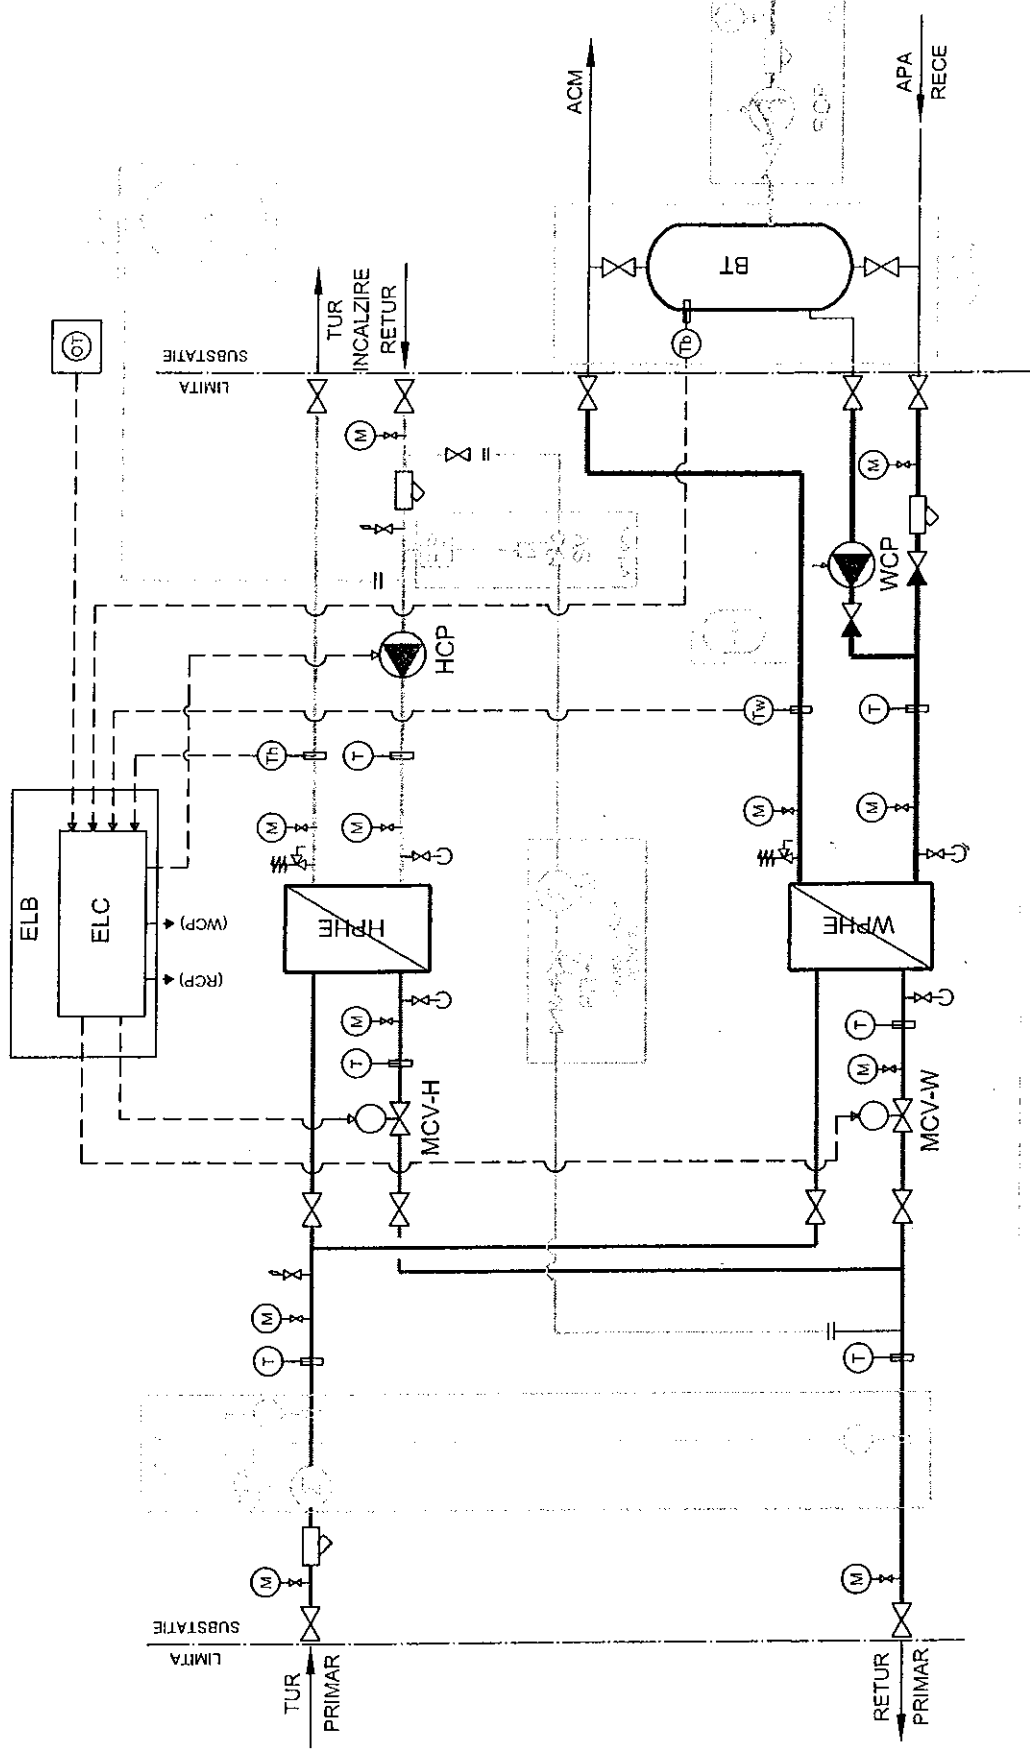 ELB
ELC
(WCP)
(RCP)
OT
LIMITA
SUBSTATIE
TUR
INCALZIRE
RETUR
ACM
APA
RECE
BT
Tb
M
M
HCP
WCP
Th
T
Tw
T
M
M
M
M
HPHE
WPHE
M
T
T
M
MCV-H
MCV-W
M
T
T
M
M
SUBSTATIE
LIMITA
TUR
PRIMAR
RETUR
PRIMAR